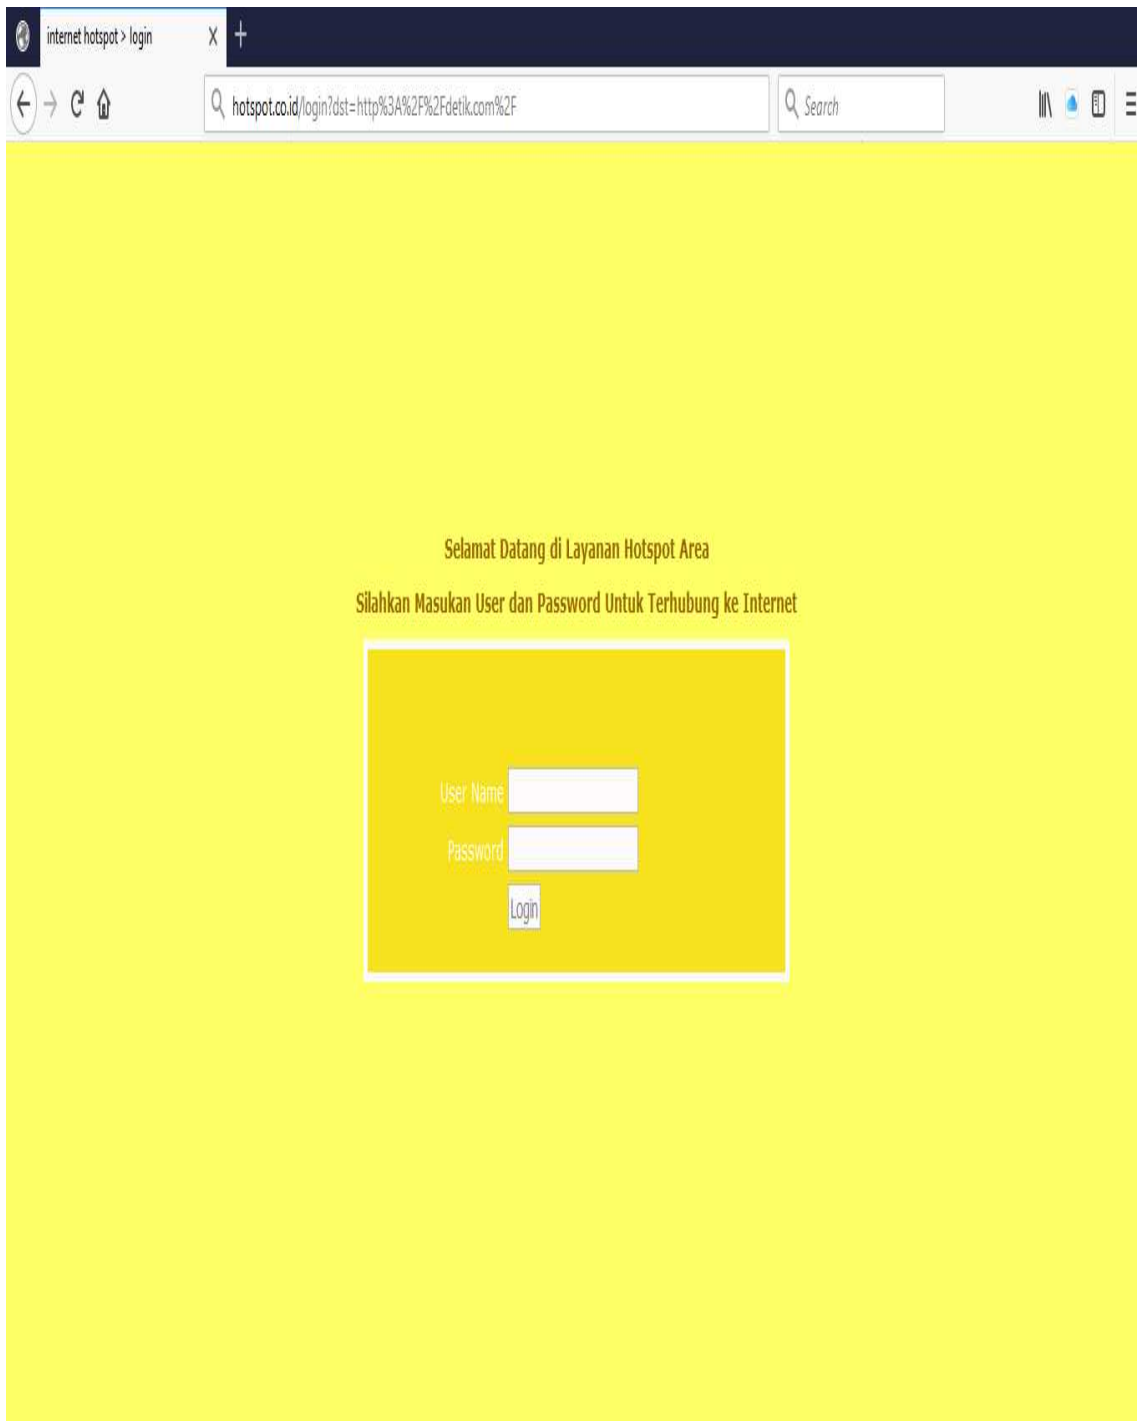 internet hotspot > login
hotspot.co.id/login?dst=http%3A%2F%2Fdetik.com%2F
Search
Selamat Datang di Layanan Hotspot Area
Silahkan Masukan User dan Password Untuk Terhubung ke Internet
User Name
Password
Login